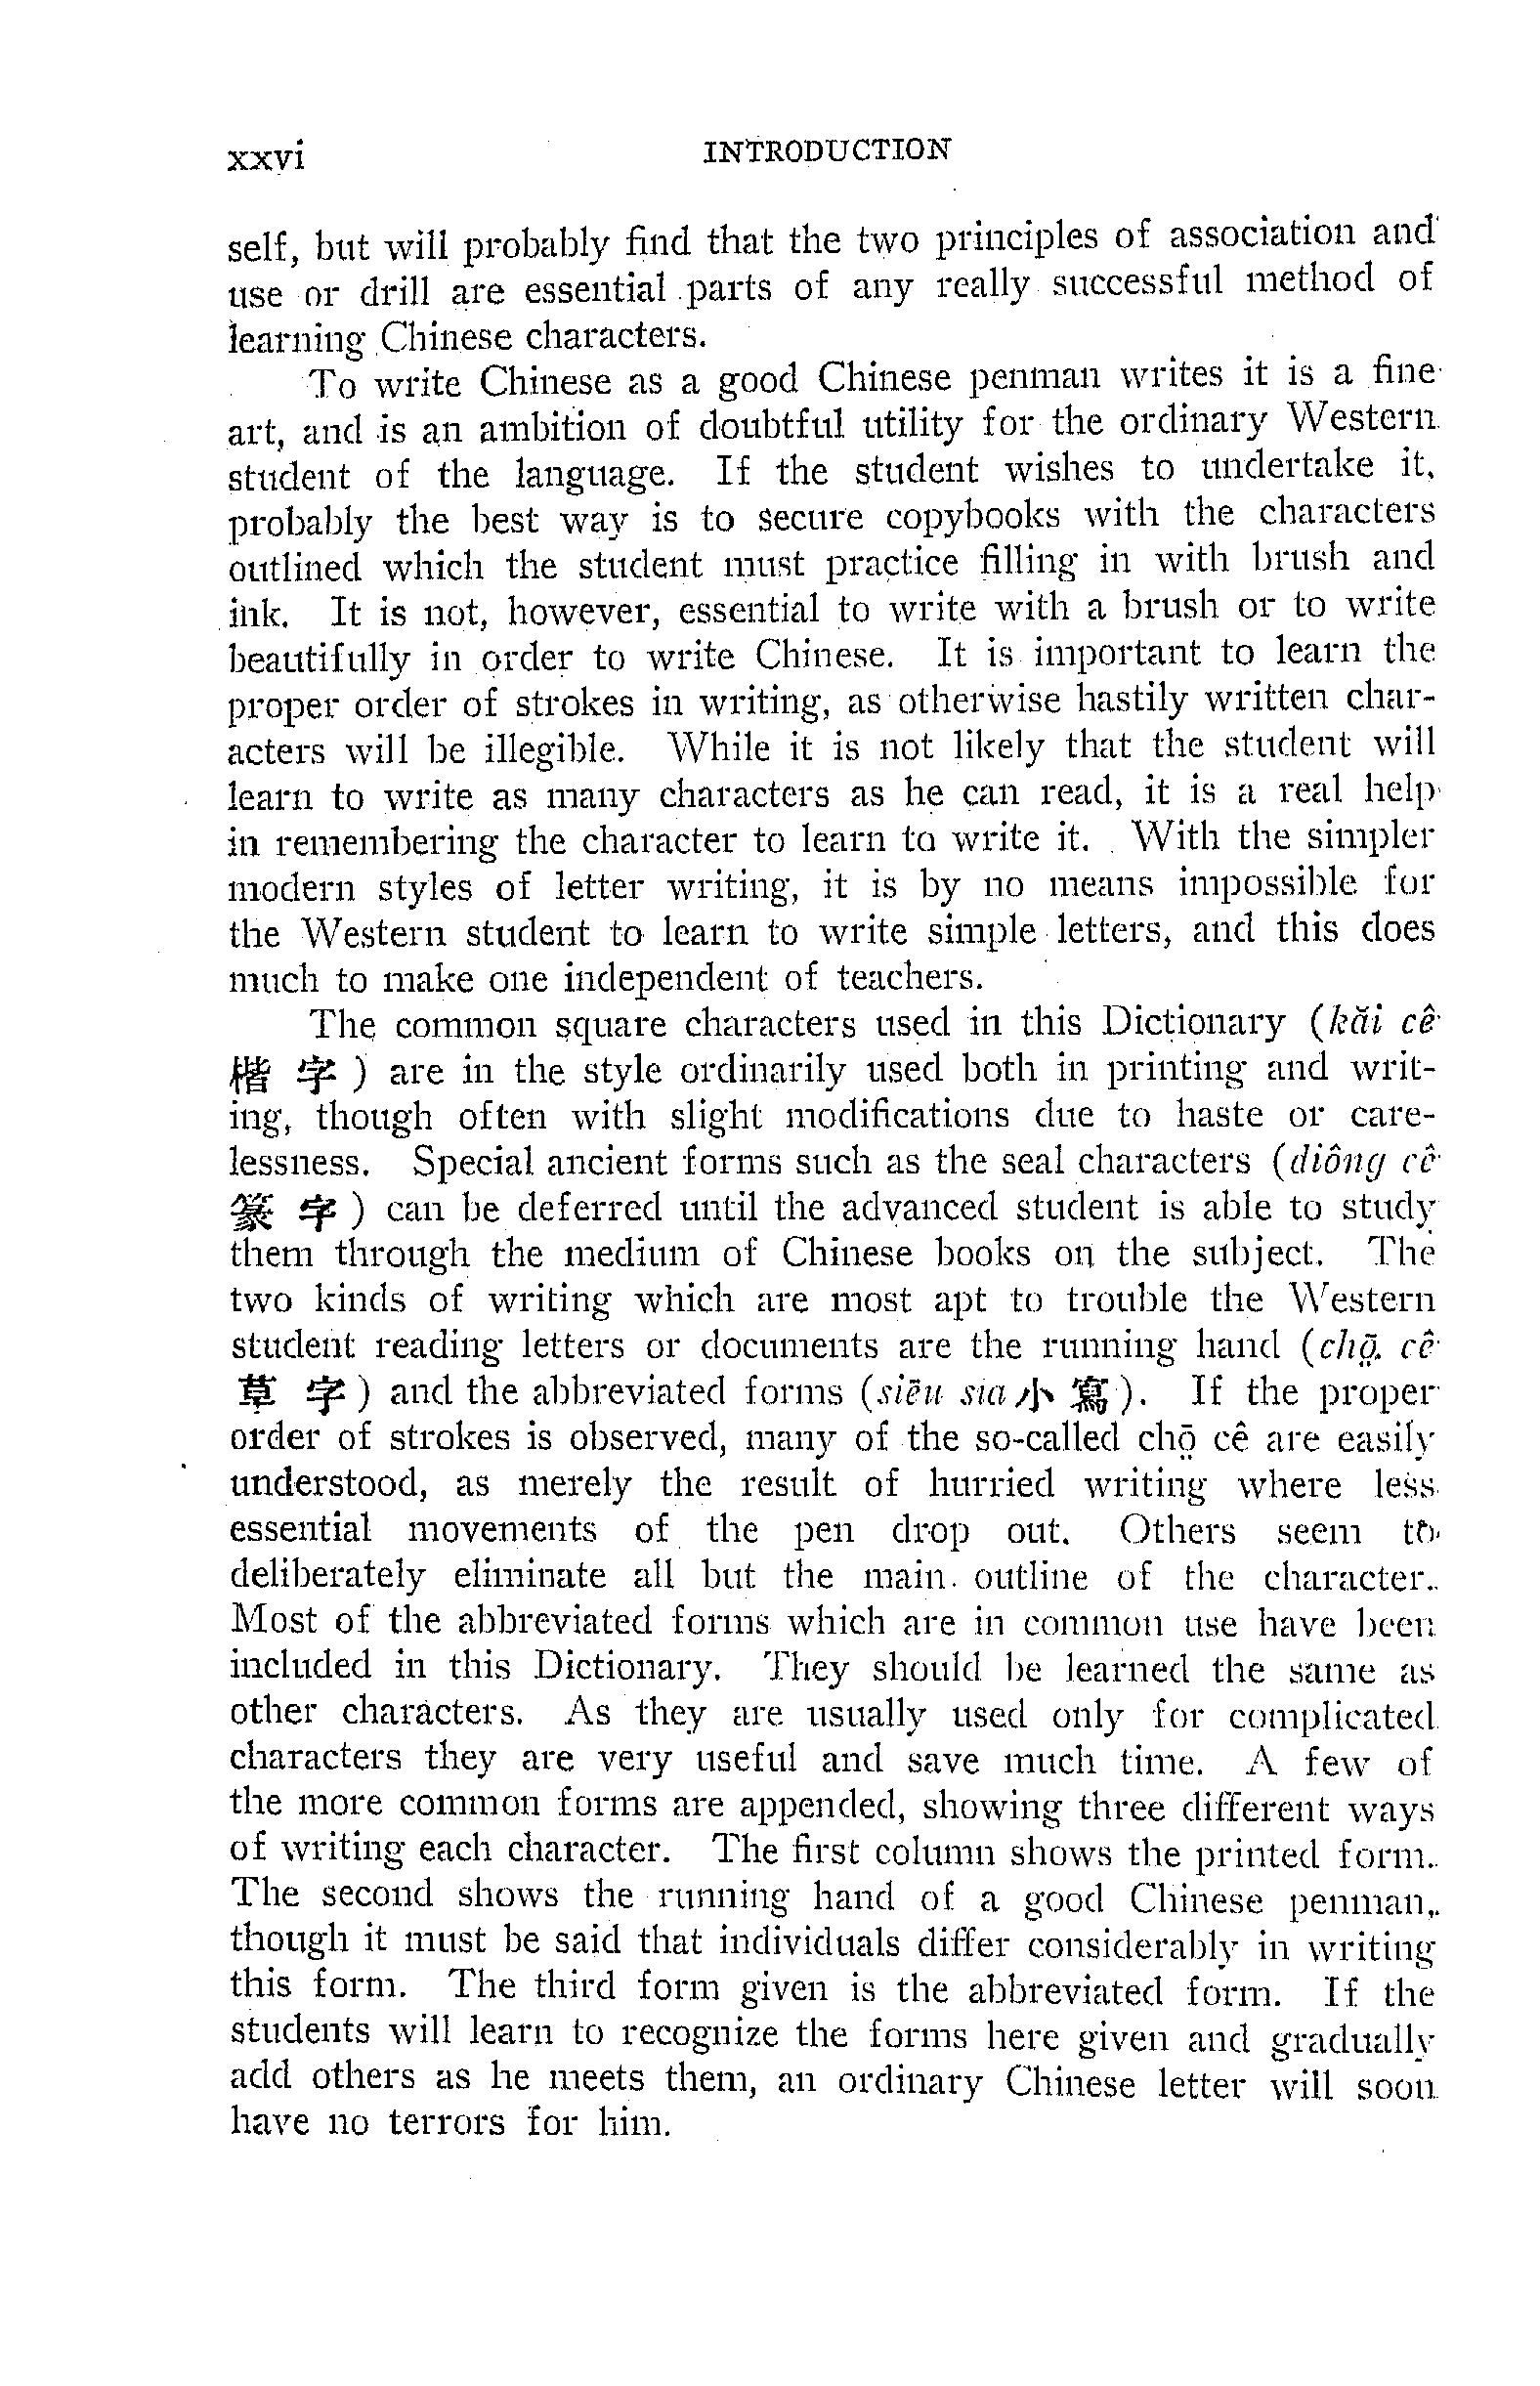 xxvi INTRODUCTION
self, but will probably find that the two principles of association and
use or drill are essential parts of any really successful method of
learning Chinese characters.
To write Chinese as a good Chinese penman writes it is a fine
art, and is an ambition of doubtful utility for the ordinary Western
student of the language. If the student wishes to undertake it,
probably the best way is to secure copybooks with the characters
outlined which the student must practice filling in with brush and
ink. It is not, however, essential to write with a brush or to write
beautifully in order to write Chinese. It is important to learn the
proper order of strokes in writing, as otherwise hastily written char-
acters will be illegible. While it is not likely that the student will
learn to write as many characters as he can read, it is a real help
in remembering the character to learn to write it. With the simpler
modern styles of letter writing, it is by no means impossible for
the Western student to learn to write simple letters, and this does
much to make one independent of teachers.
The common square characters used in this Dictionary (kăi cê
楷 字 ) are in the style ordinarily used both in printing and writ-
ing, though often with slight modifications due to haste or care-
lessness. Special ancient forms such as the seal characters (diông cê
篆 字 ) can be deferred until the advanced student is able to study
them through the medium of Chinese books on the subject. The
two kinds of writing which are most apt to trouble the Western
student reading letters or documents are the running hand (chō̤ cê
草 字 ) and the abbreviated forms (siēu sia 小 寫 ). If the proper
order of strokes is observed, many of the so-called chō̤ cê are easily
understood, as merely the result of hurried writing where less
essential movements of the pen drop out. Others seem to
deliberately eliminate all but the main outline of the character.
Most of the abbreviated forms which are in common use have been
included in this Dictionary. They should be learned the same as
other characters. As they are usually used only for complicated
characters they are very useful and save much time. A few of
the more common forms are appended, showing three different ways
of writing each character. The first column shows the printed form.
The second shows the running hand of a good Chinese penman,
though it must be said that individuals differ considerably in writing
this form. The third form given is the abbreviated form. If the
students will learn to recognize the forms here given and gradually
add others as he meets them, an ordinary Chinese letter will soon
have no terrors for him.